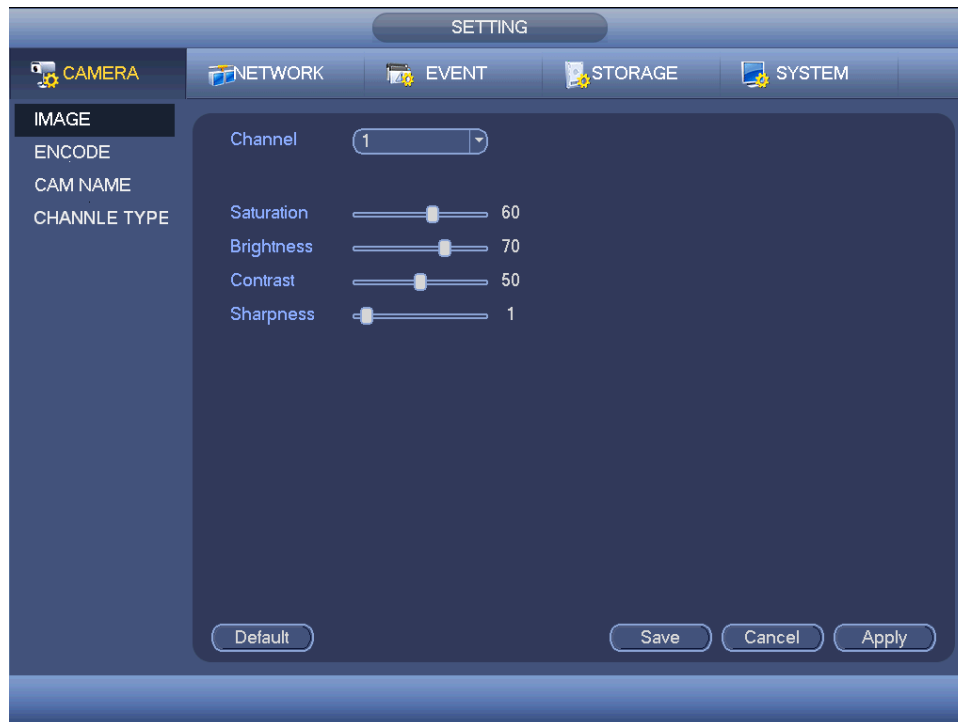 SETTING
CAMERA NETWORK EVENT STORAGE SYSTEM
IMAGE
ENCODE
CAM NAME
CHANNLE TYPE
Channel 1
Saturation 60
Brightness 70
Contrast 50
Sharpness 1
Default Save Cancel Apply